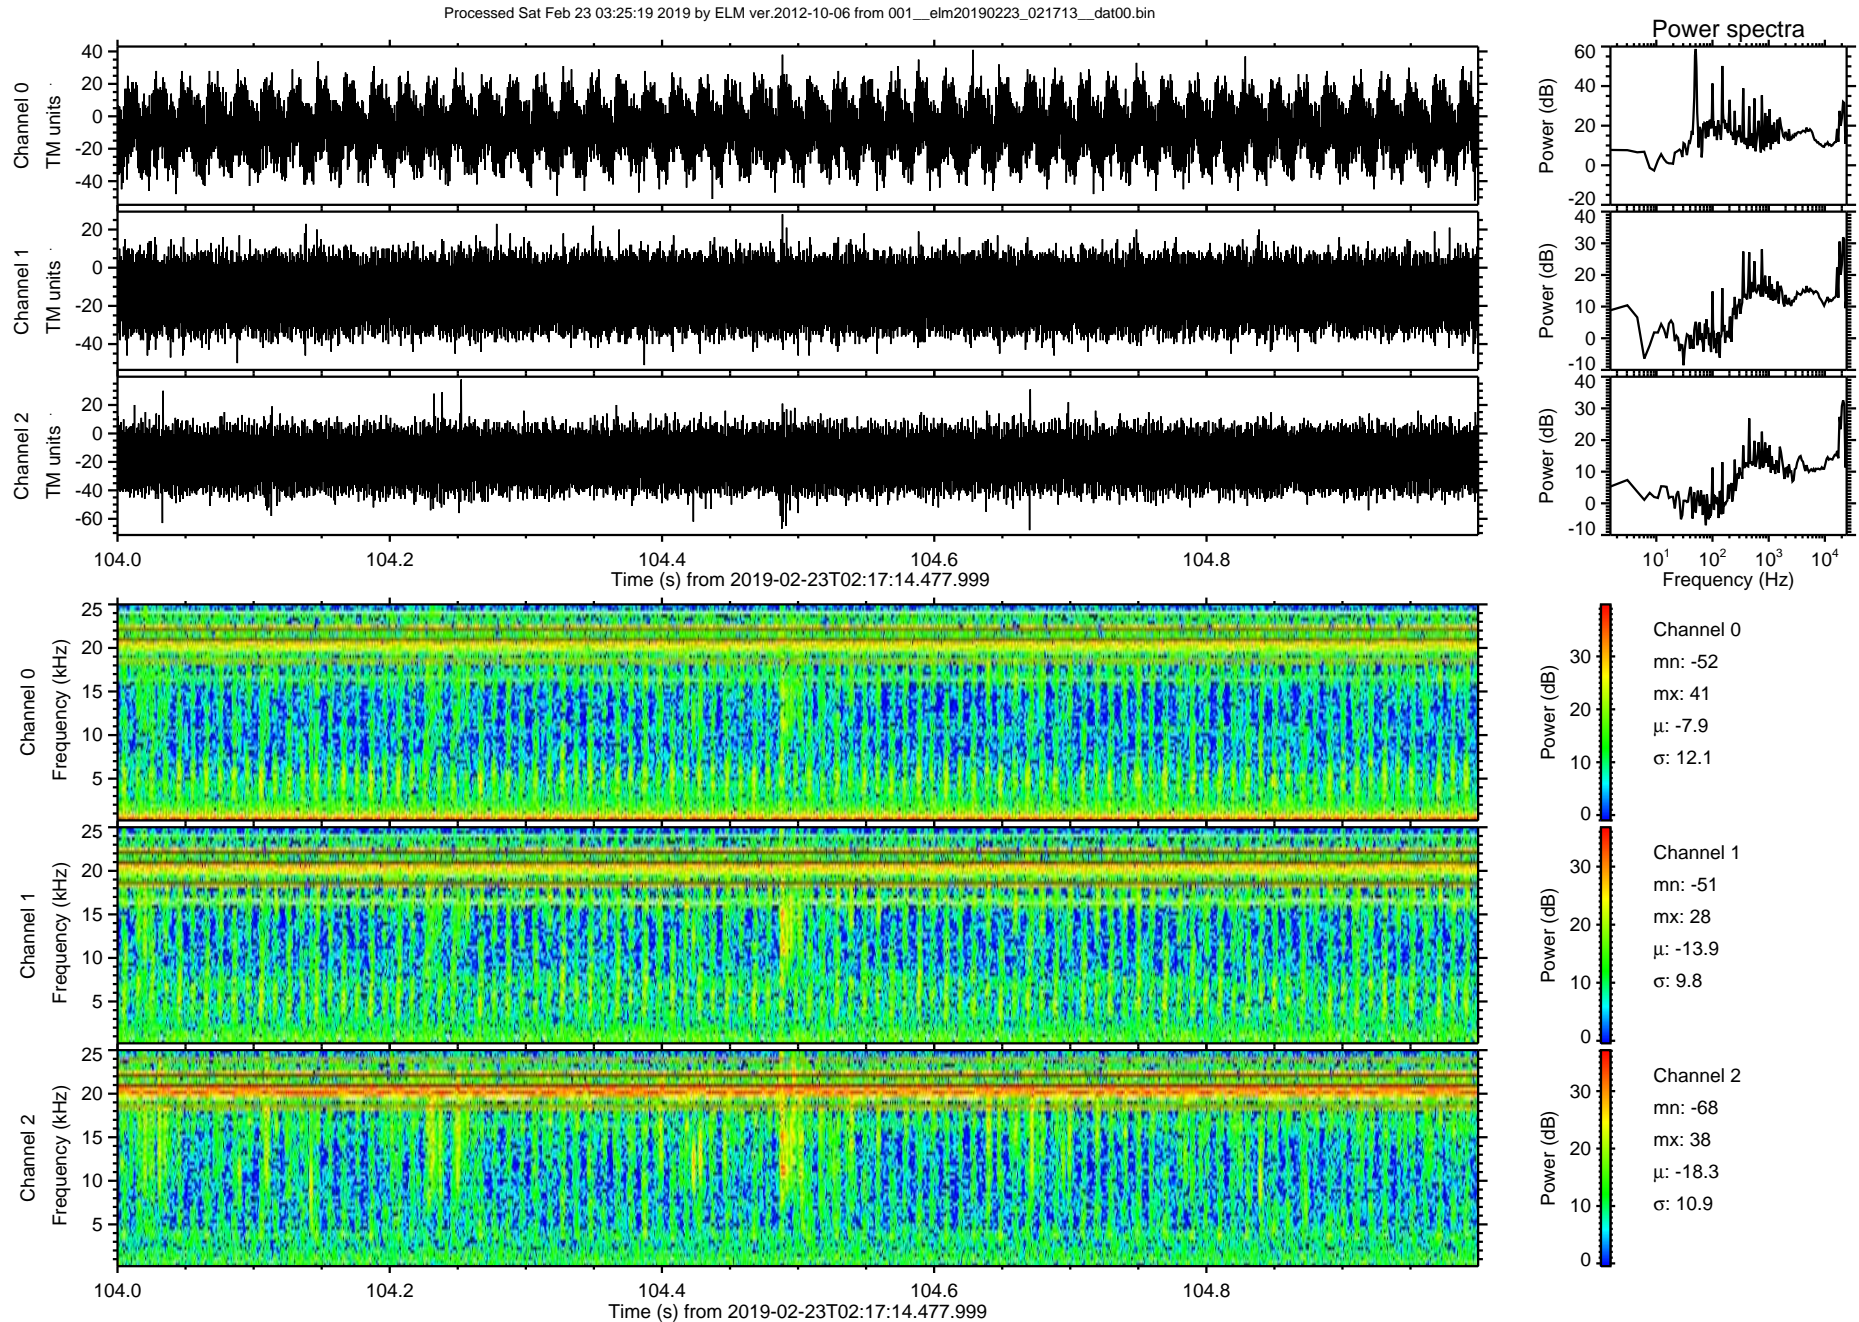 Processed Sat Feb 23 03:25:19 2019 by ELM ver.2012-10-06 from 001__elm20190223_021713__dat00.bin
Power spectra
Channel 0
TM units
40
20
0
-20
-40
Power (dB)
60
40
20
0
-20
Channel 1
TM units
20
0
-20
-40
Power (dB)
40
30
20
10
0
-10
Channel 2
TM units
20
0
-20
-40
-60
Power (dB)
40
30
20
10
0
-10
104.0 104.2 104.4 104.6 104.8
Time (s) from 2019-02-23T02:17:14.477.999
10¹ 10² 10³ 10⁴
Frequency (Hz)
Channel 0
Frequency (kHz)
25
20
15
10
5
Power (dB)
30
20
10
0
Channel 0
mn: -52
mx: 41
μ: -7.9
σ: 12.1
Channel 1
Frequency (kHz)
25
20
15
10
5
Power (dB)
30
20
10
0
Channel 1
mn: -51
mx: 28
μ: -13.9
σ: 9.8
Channel 2
Frequency (kHz)
25
20
15
10
5
Power (dB)
30
20
10
0
Channel 2
mn: -68
mx: 38
μ: -18.3
σ: 10.9
104.0 104.2 104.4 104.6 104.8
Time (s) from 2019-02-23T02:17:14.477.999